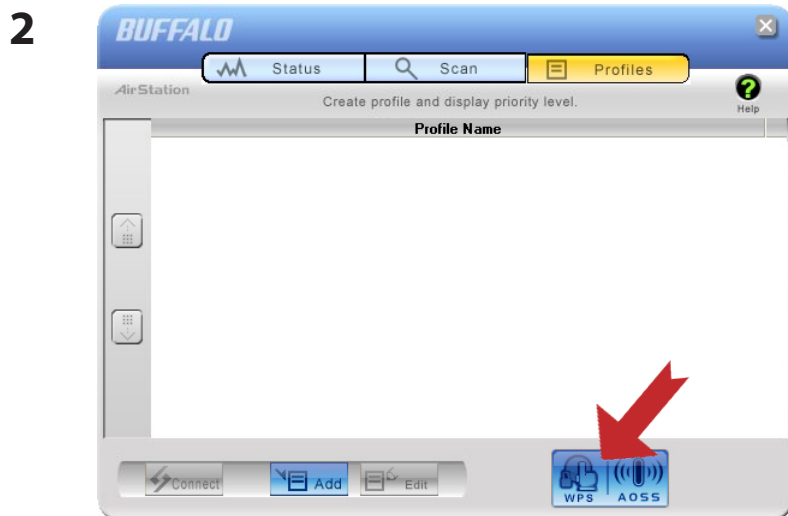 2
BUFFALO
Status Scan Profiles
AirStation
Create profile and display priority level.
Help
Profile Name
Connect Add Edit
WPS AOSS